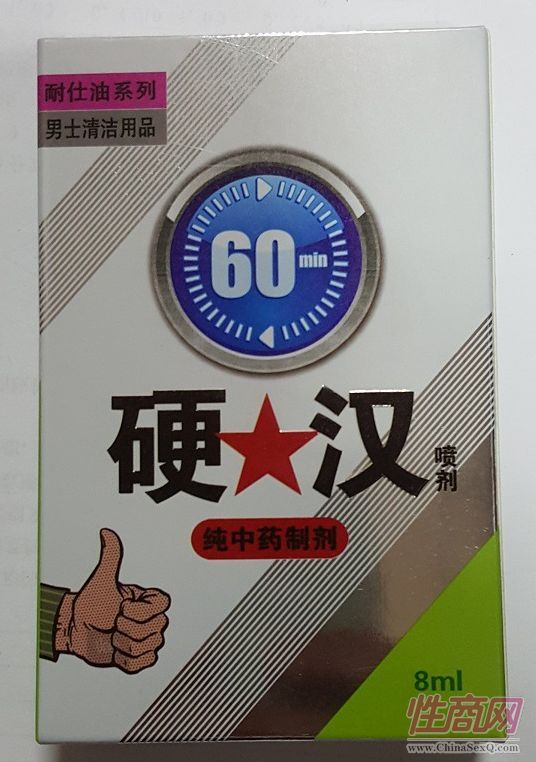 耐仕油系列
男士清洁用品
60min
硬★汉
喷剂
纯中药制剂
8ml
性商网
www.ChinaSexQ.com